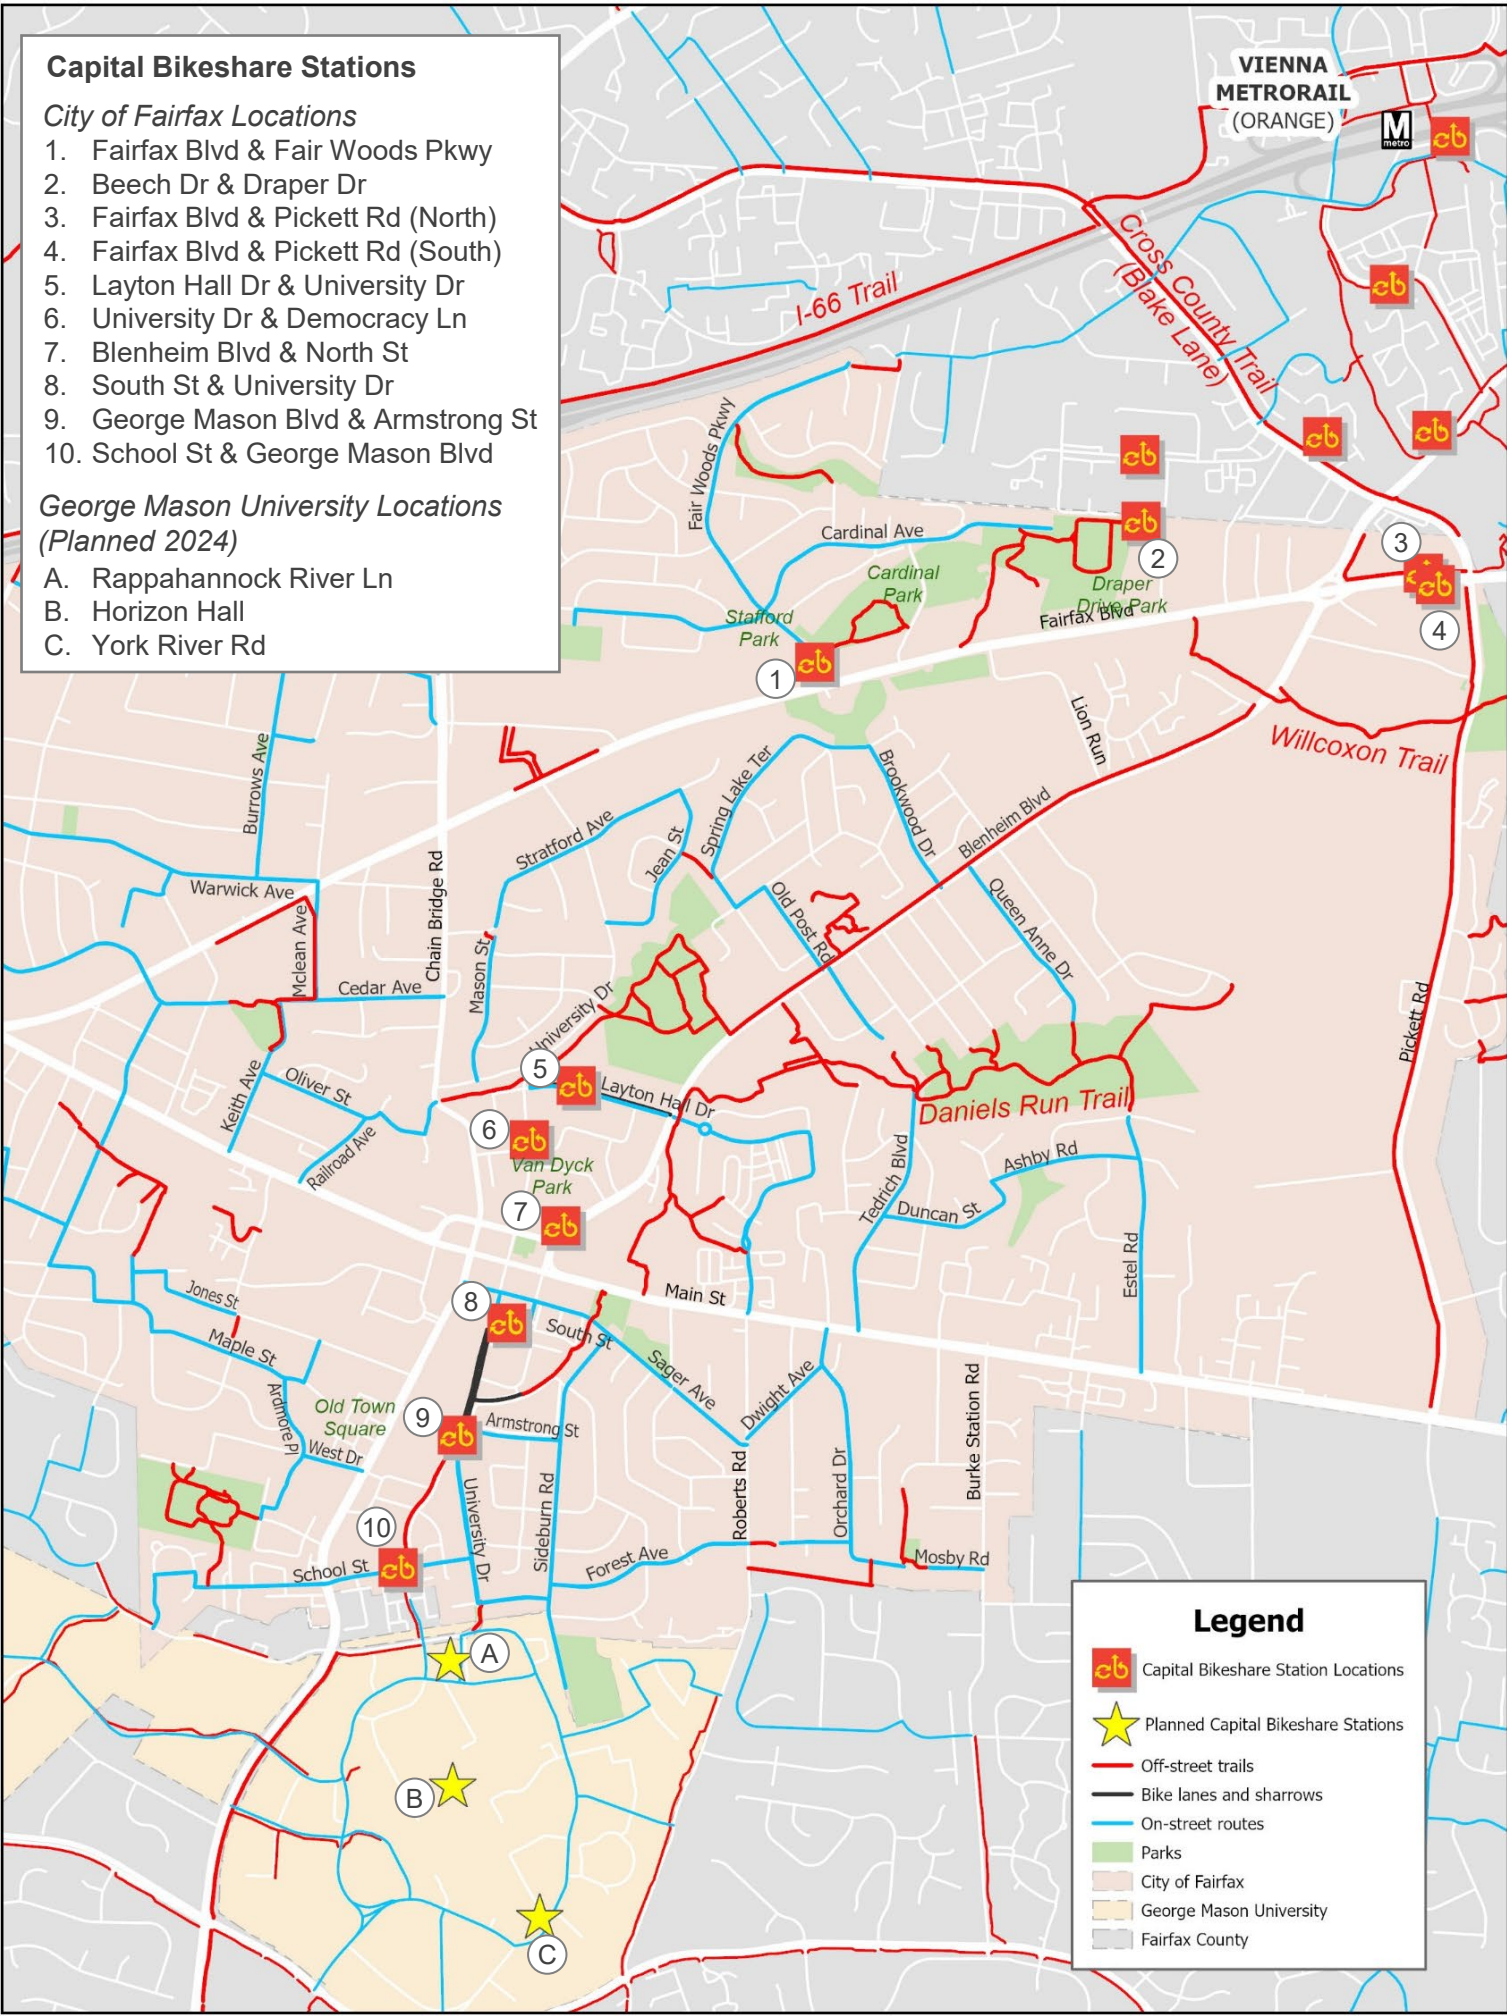 Capital Bikeshare Stations
City of Fairfax Locations
1. Fairfax Blvd & Fair Woods Pkwy
2. Beech Dr & Draper Dr
3. Fairfax Blvd & Pickett Rd (North)
4. Fairfax Blvd & Pickett Rd (South)
5. Layton Hall Dr & University Dr
6. University Dr & Democracy Ln
7. Blenheim Blvd & North St
8. South St & University Dr
9. George Mason Blvd & Armstrong St
10. School St & George Mason Blvd
George Mason University Locations
(Planned 2024)
A. Rappahannock River Ln
B. Horizon Hall
C. York River Rd
VIENNA
METRORAIL
(ORANGE)
M
metro
Cross County Trail
(Blake Lane)
I-66 Trail
Fair Woods Pkwy
Cardinal Ave
Cardinal
Park
2
3
4
Draper
Drive Park
Fairfax Blvd
Stafford
Park
1
Lion Run
Willcoxon Trail
Burrows Ave
Spring Lake Ter
Brookwood Dr
Stratford Ave
Jean St
Blenheim Blvd
Warwick Ave
Mclean Ave
Chain Bridge Rd
Old Post Rd
Queen Anne Dr
Mason St
Cedar Ave
University Dr
Pickett Rd
5
Layton Hall Dr
Keith Ave
Oliver St
Railroad Ave
Daniels Run Trail
6
Van Dyck
Park
Tedrich Blvd
Ashby Rd
Duncan St
7
Estel Rd
Main St
Jones St
8
South St
Maple St
Sager Ave
Dwight Ave
Ardmore Pl
Old Town
Square
9
Armstrong St
West Dr
Burke Station Rd
Roberts Rd
Orchard Dr
University Dr
Sideburn Rd
10
School St
Forest Ave
Mosby Rd
A
B
C
Legend
Capital Bikeshare Station Locations
Planned Capital Bikeshare Stations
Off-street trails
Bike lanes and sharrows
On-street routes
Parks
City of Fairfax
George Mason University
Fairfax County